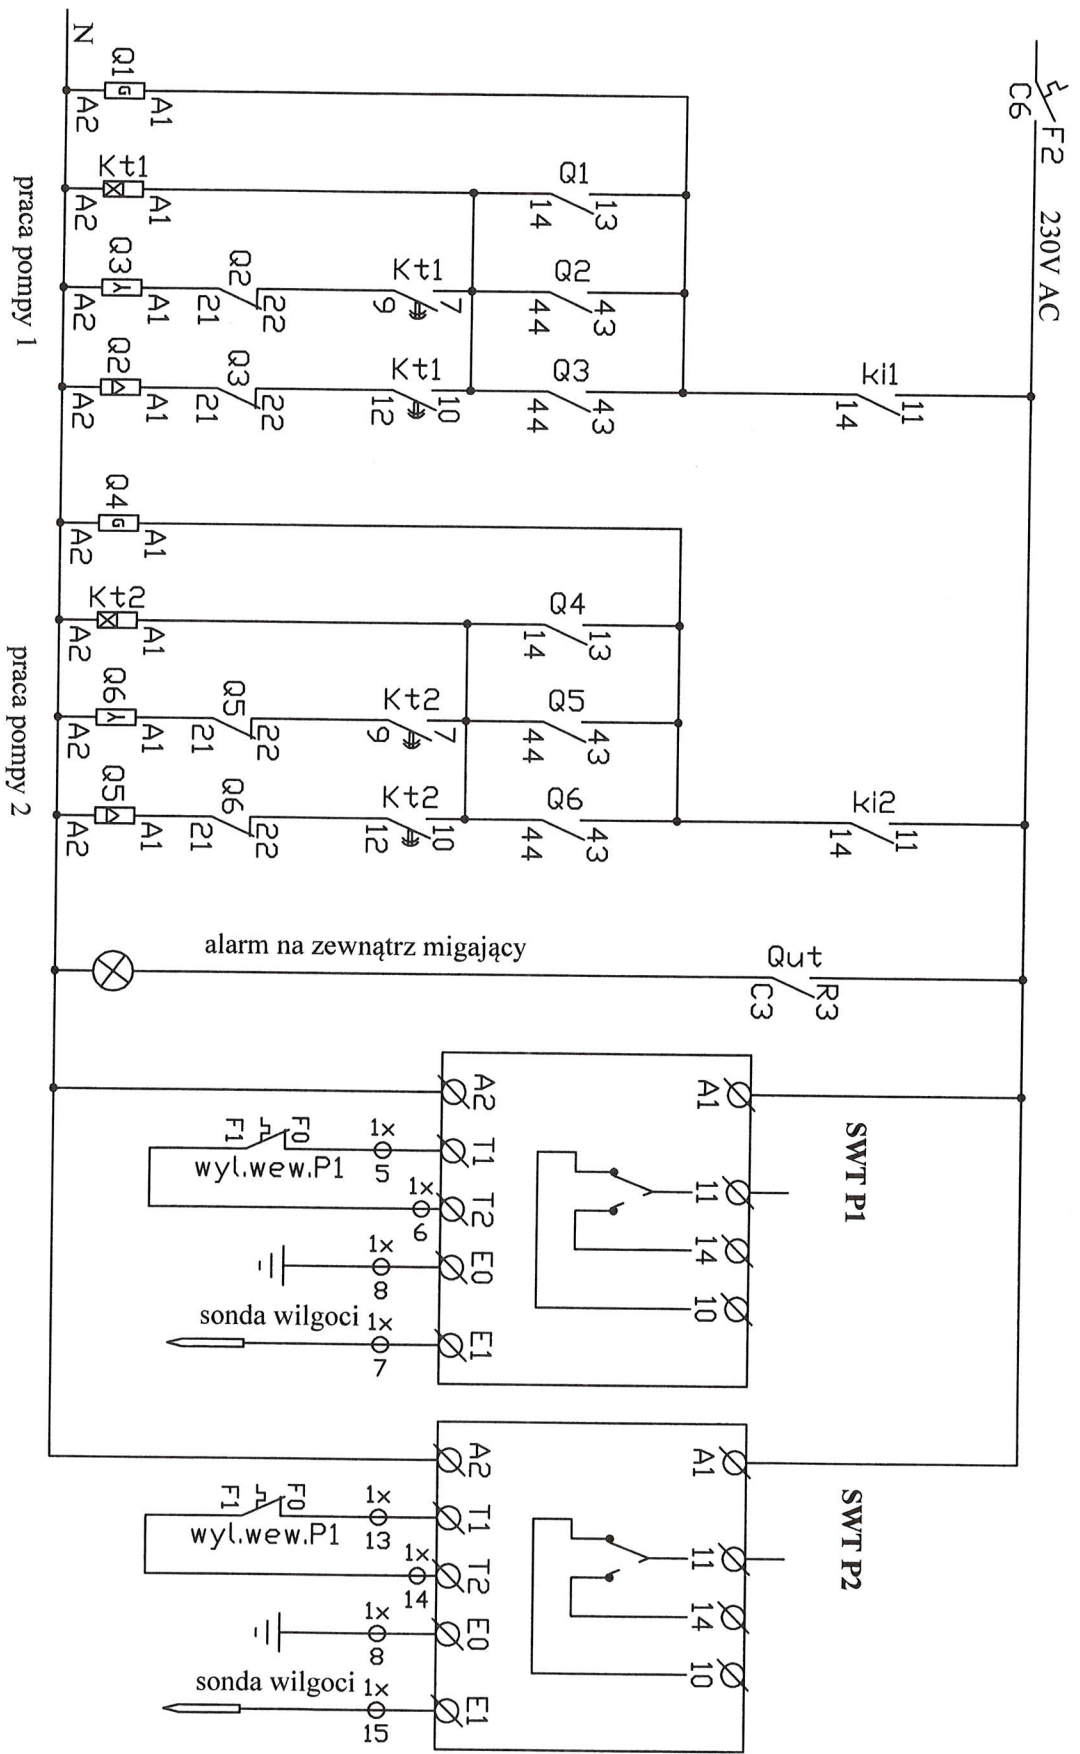 F2
C6
230V AC
N
Q1
G
A1
A2
Kt1
A1
A2
Q1
13
14
Q3
Y
A1
A2
Q2
22
21
Kt1
7
9
Q2
43
44
Q2
Δ
A1
A2
Q3
22
21
Kt1
10
12
Q3
43
44
ki1
11
14
praca pompy 1
Q4
G
A1
A2
Kt2
A1
A2
Q4
13
14
Q6
Y
A1
A2
Q5
22
21
Kt2
7
9
Q5
43
44
Q5
Δ
A1
A2
Q6
22
21
Kt2
10
12
Q6
43
44
ki2
11
14
praca pompy 2
alarm na zewnątrz migający
Qut
R3
C3
SWT P1
A1
11
14
10
A2
T1
T2
E0
E1
1x
5
1x
6
1x
8
1x
7
F0
F1
wyl.wew.P1
sonda wilgoci
SWT P2
A1
11
14
10
A2
T1
T2
E0
E1
1x
13
1x
14
1x
8
1x
15
F0
F1
wyl.wew.P1
sonda wilgoci